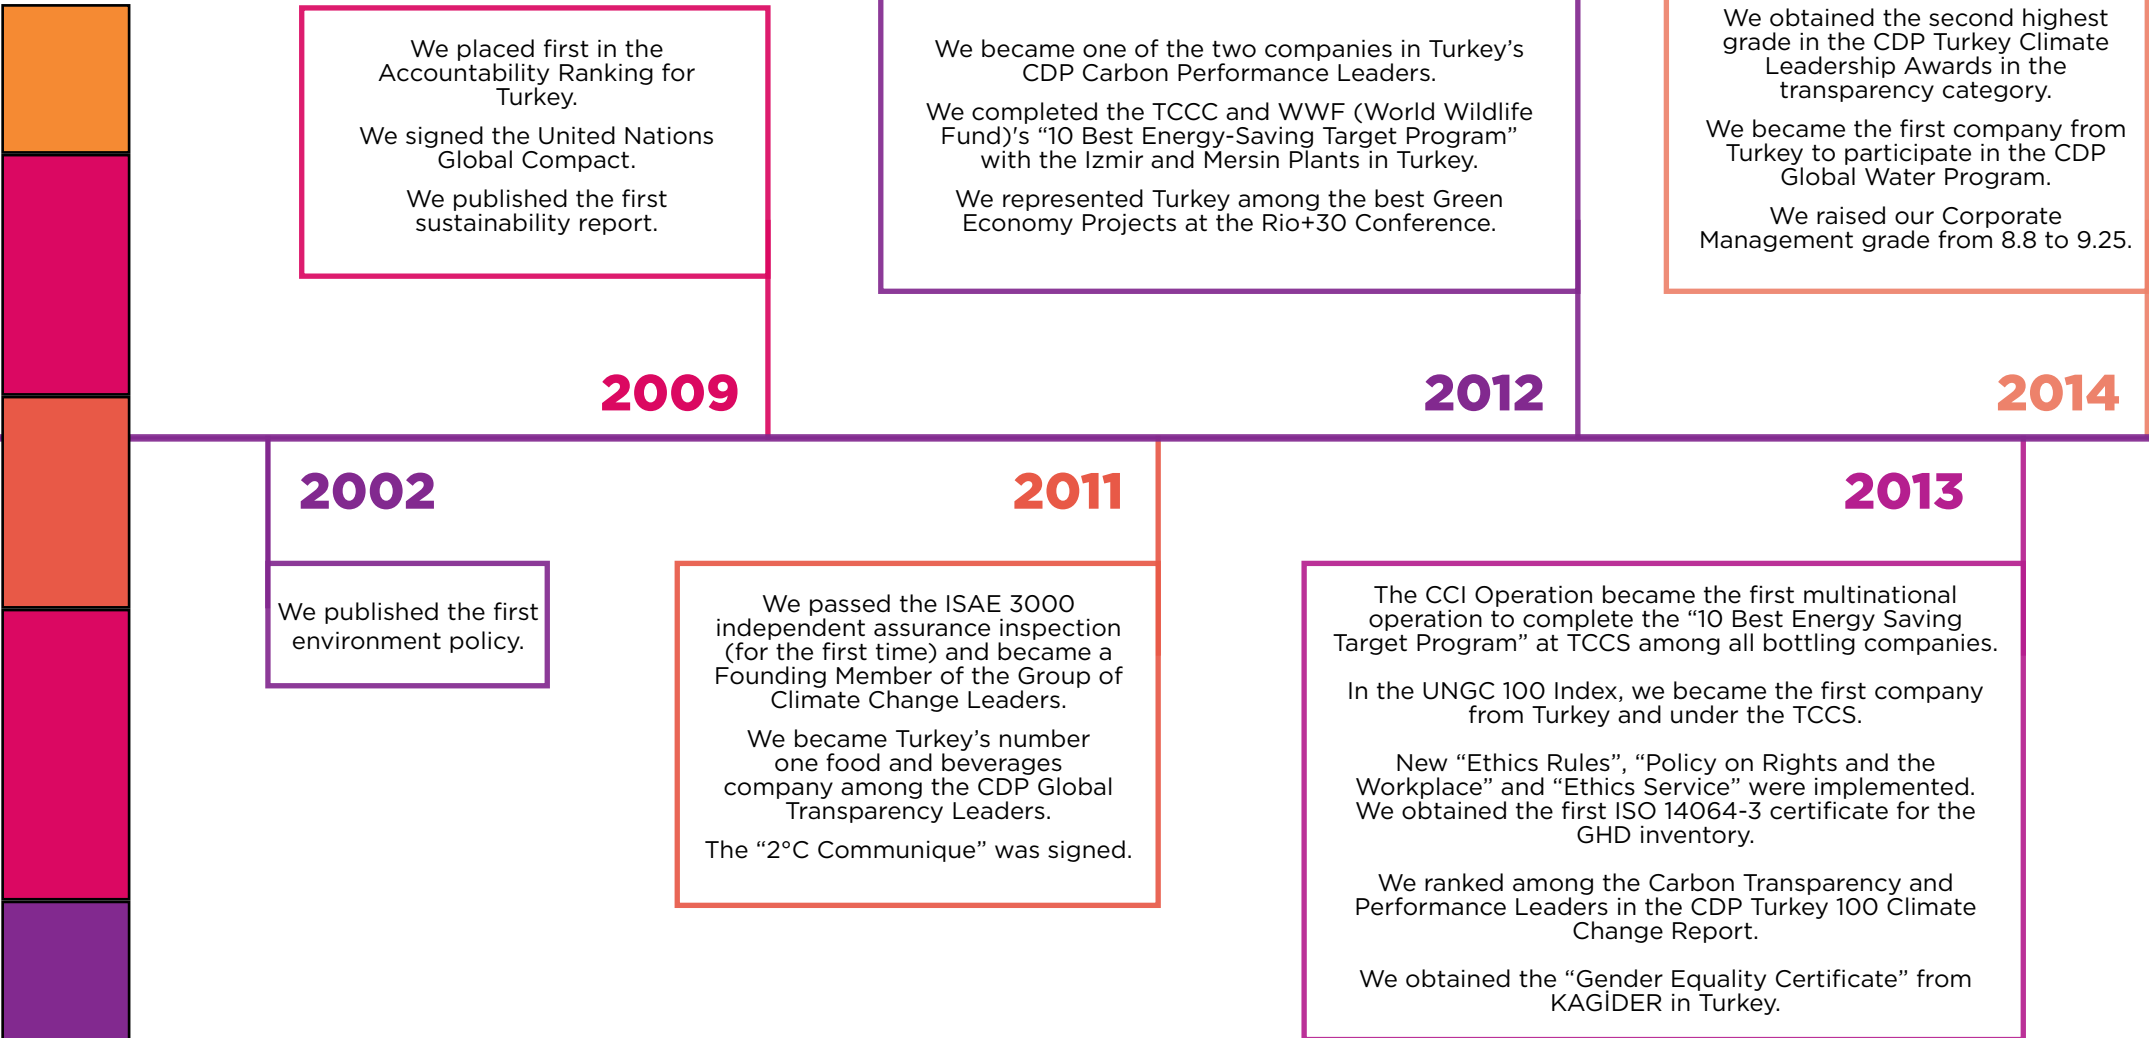 We placed first in the
Accountability Ranking for
Turkey.
We signed the United Nations
Global Compact.
We published the first
sustainability report.
2009
We became one of the two companies in Turkey’s
CDP Carbon Performance Leaders.
We completed the TCCC and WWF (World Wildlife
Fund)'s “10 Best Energy-Saving Target Program”
with the Izmir and Mersin Plants in Turkey.
We represented Turkey among the best Green
Economy Projects at the Rio+30 Conference.
2012
We obtained the second highest
grade in the CDP Turkey Climate
Leadership Awards in the
transparency category.
We became the first company from
Turkey to participate in the CDP
Global Water Program.
We raised our Corporate
Management grade from 8.8 to 9.25.
2014
2002
We published the first
environment policy.
2011
We passed the ISAE 3000
independent assurance inspection
(for the first time) and became a
Founding Member of the Group of
Climate Change Leaders.
We became Turkey’s number
one food and beverages
company among the CDP Global
Transparency Leaders.
The “2°C Communique” was signed.
2013
The CCI Operation became the first multinational
operation to complete the “10 Best Energy Saving
Target Program” at TCCS among all bottling companies.
In the UNGC 100 Index, we became the first company
from Turkey and under the TCCS.
New “Ethics Rules”, “Policy on Rights and the
Workplace” and “Ethics Service” were implemented.
We obtained the first ISO 14064-3 certificate for the
GHD inventory.
We ranked among the Carbon Transparency and
Performance Leaders in the CDP Turkey 100 Climate
Change Report.
We obtained the “Gender Equality Certificate” from
KAGİDER in Turkey.